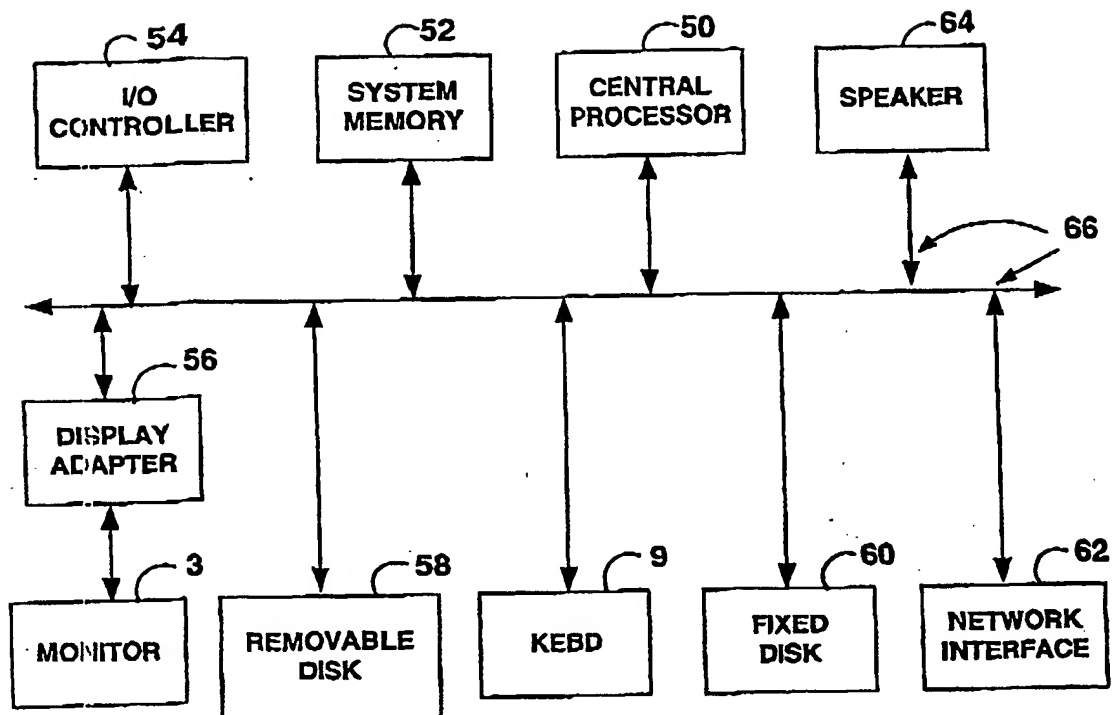 54
52
50
64
I/O
CONTROLLER
SYSTEM
MEMORY
CENTRAL
PROCESSOR
SPEAKER
66
56
DISPLAY
ADAPTER
3
58
9
60
62
MONITOR
REMOVABLE
DISK
KEBD
FIXED
DISK
NETWORK
INTERFACE